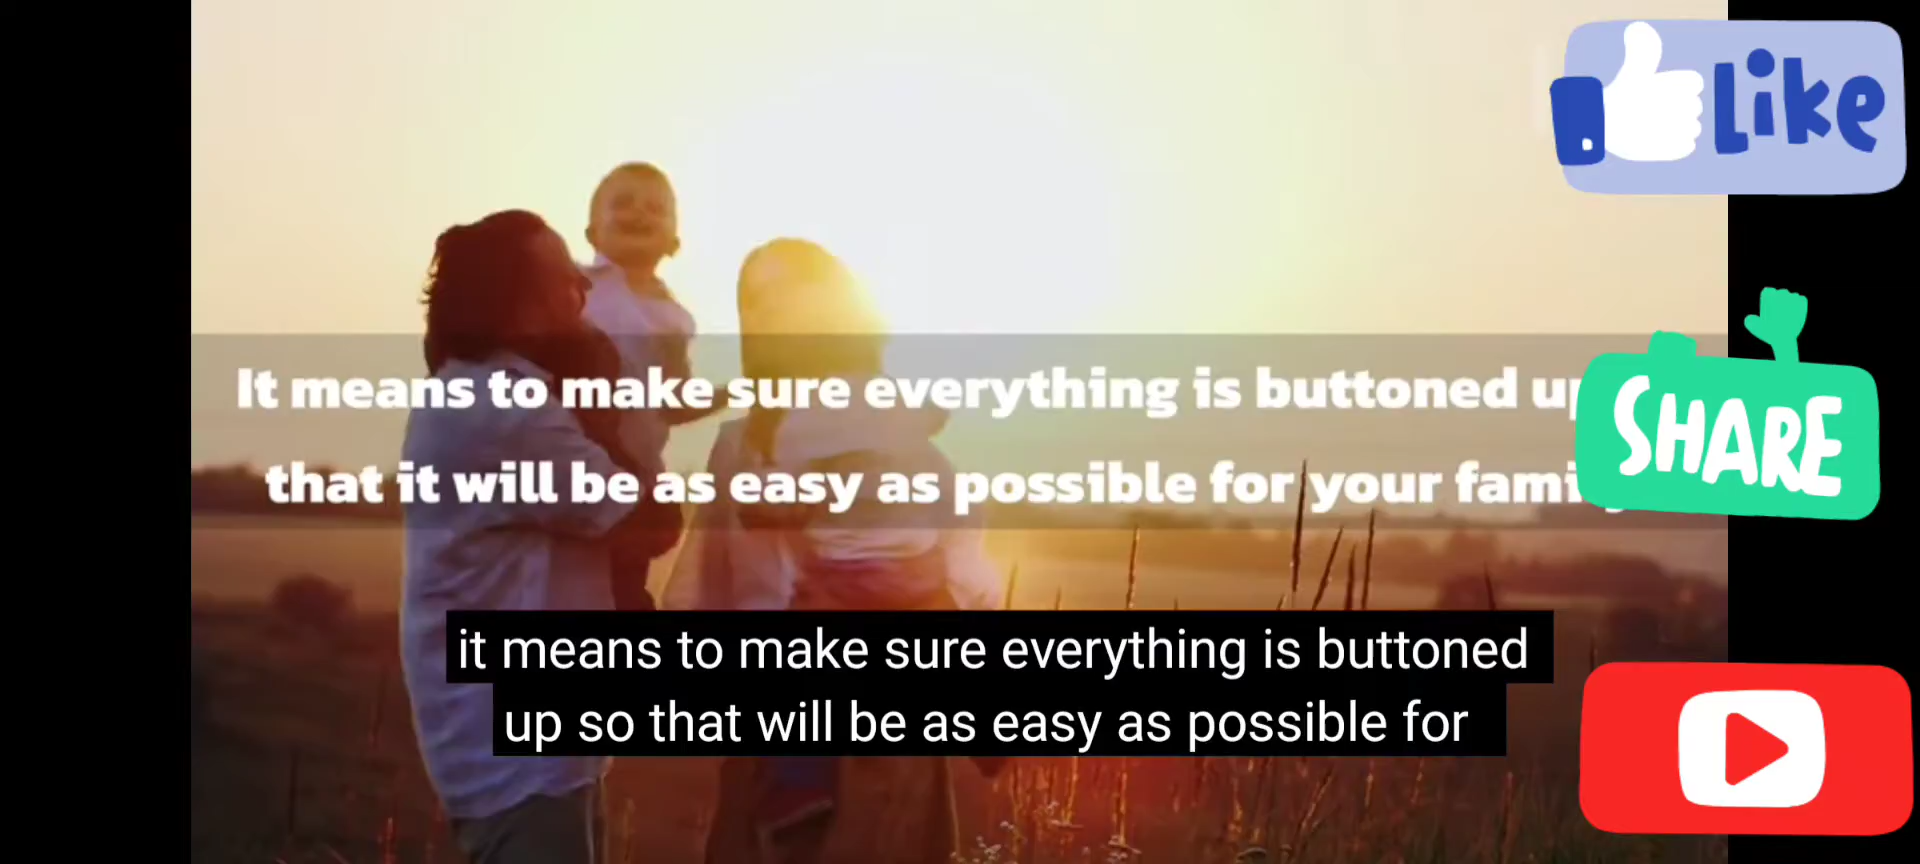 Like
It means to make sure everything is buttoned
that it will be as easy as possible for your
SHARE
it means to make sure everything is buttoned
up so that will be as easy as possible for